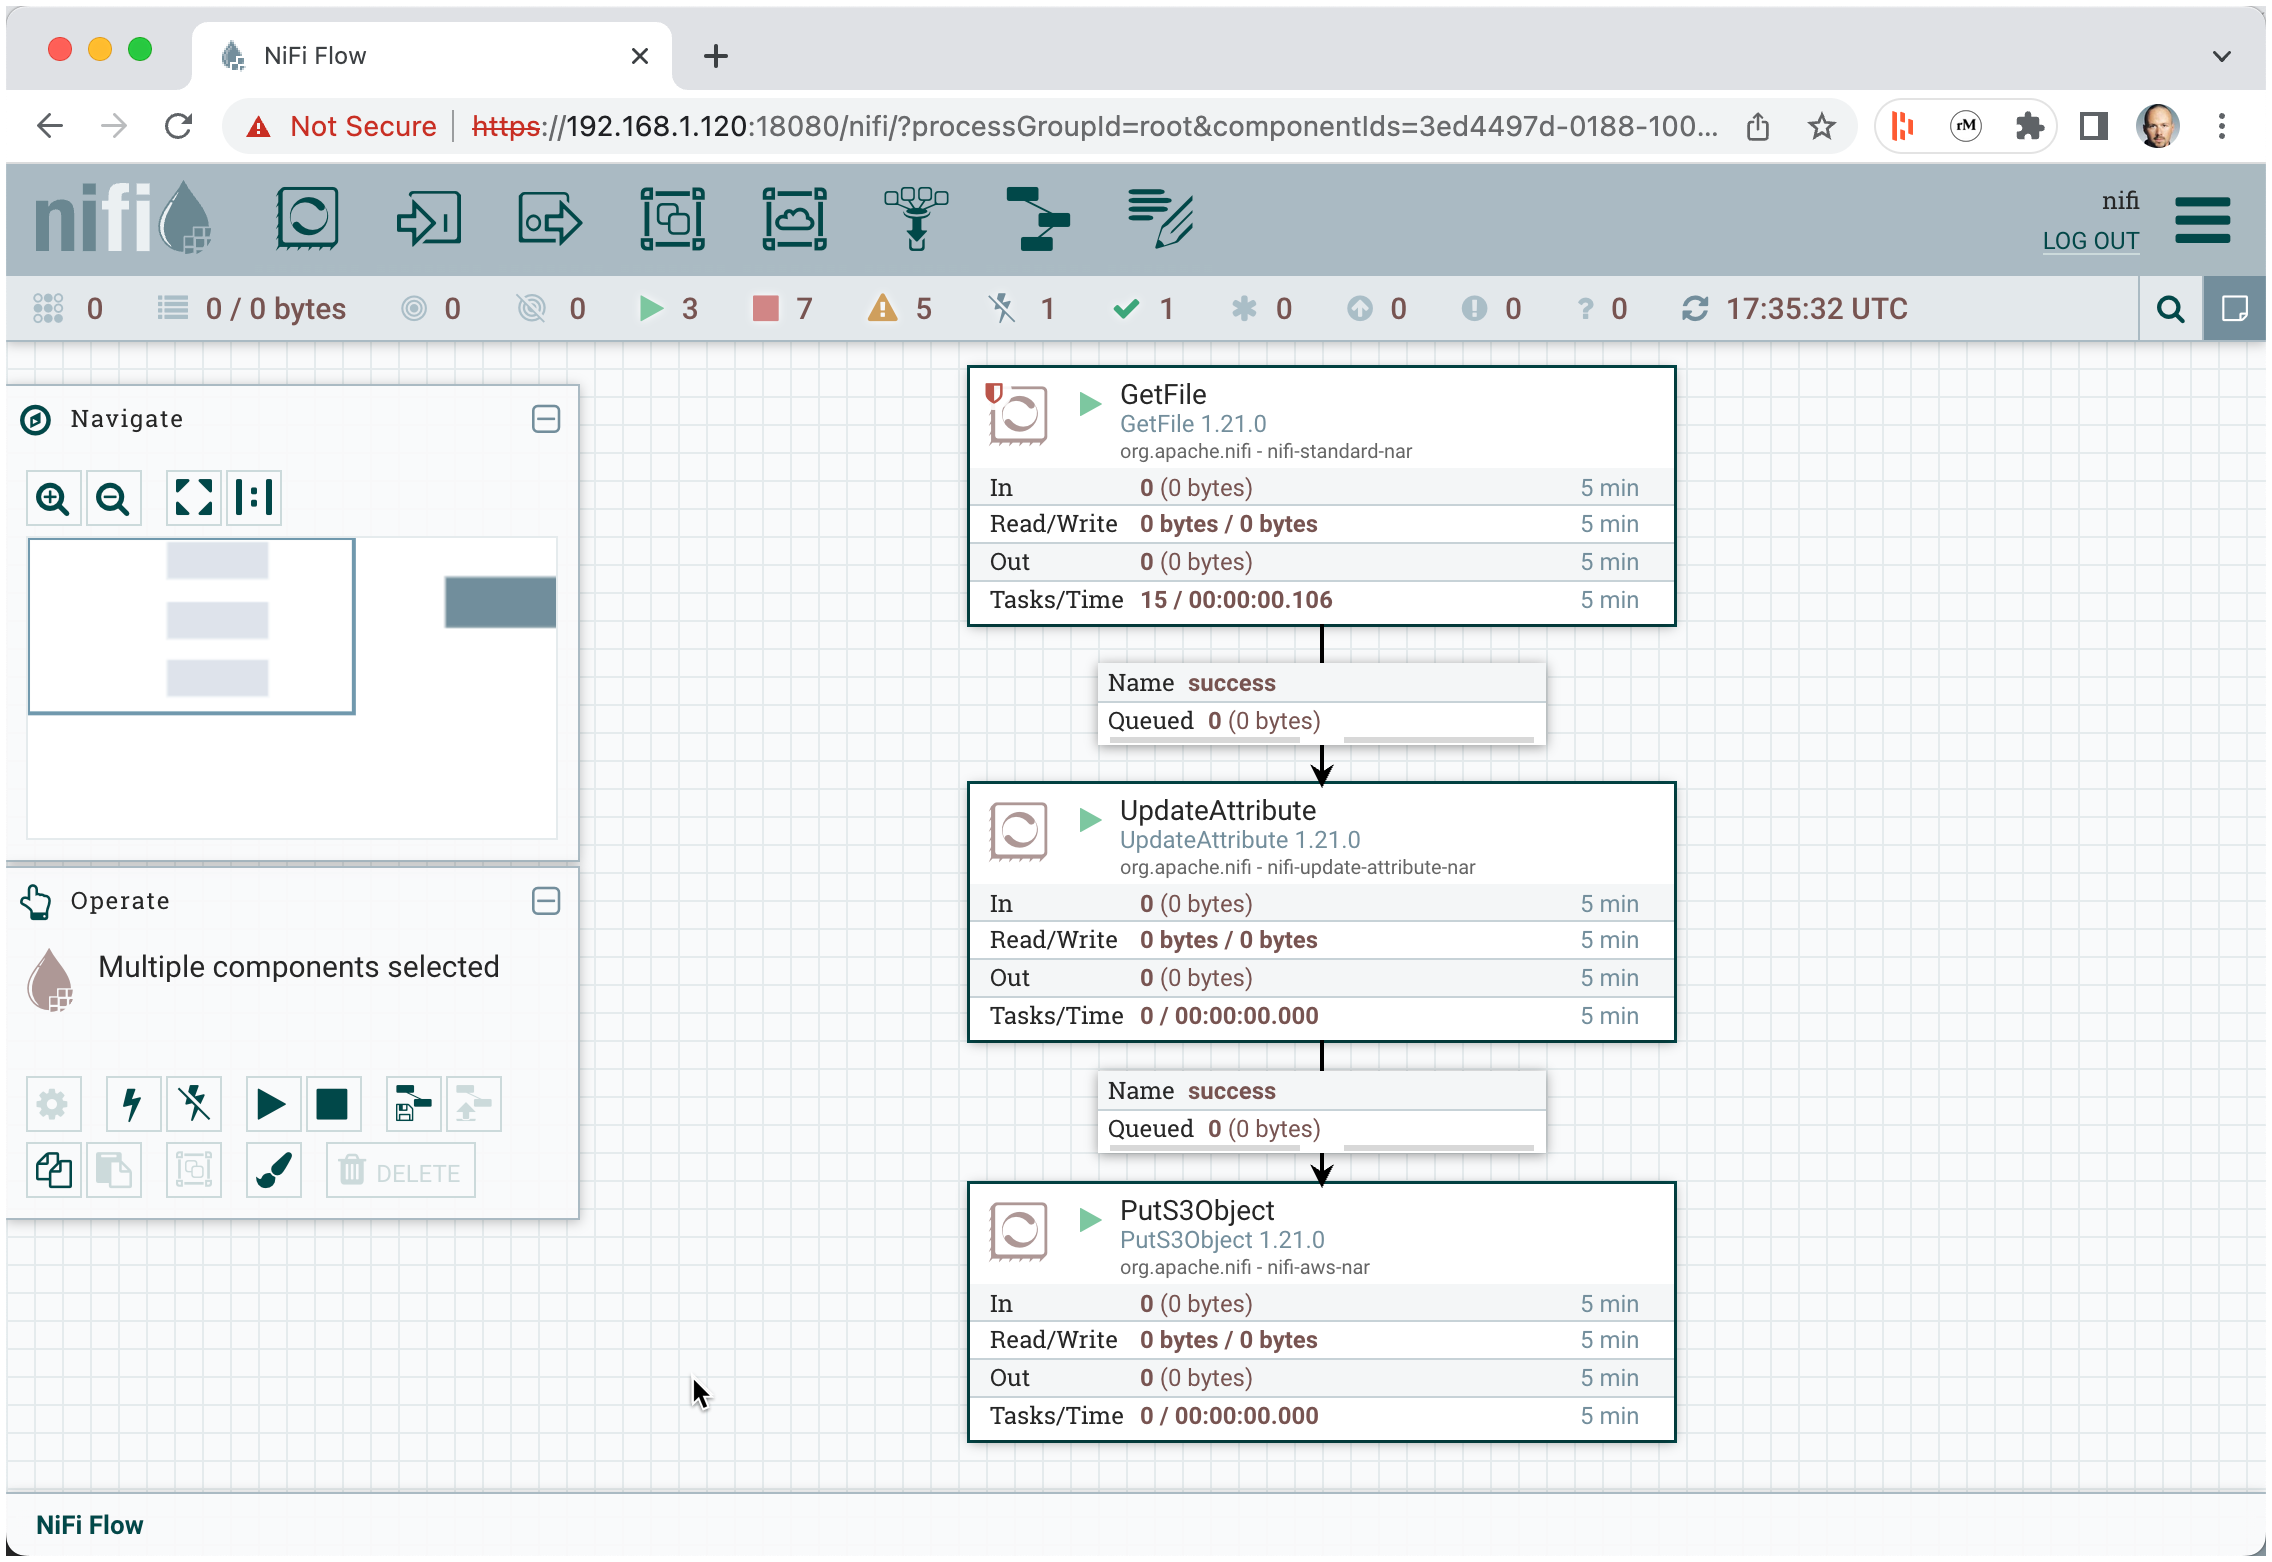 NiFi Flow
Not Secure https://192.168.1.120:18080/nifi/?processGroupId=root&componentIds=3ed4497d-0188-100...
rM
nifi
nifi
LOG OUT
0 0 / 0 bytes 0 0 3 7 5 1 1 0 0 0 ? 0 17:35:32 UTC
Navigate
Operate
Multiple components selected
DELETE
GetFile
GetFile 1.21.0
org.apache.nifi - nifi-standard-nar
In 0 (0 bytes) 5 min
Read/Write 0 bytes / 0 bytes 5 min
Out 0 (0 bytes) 5 min
Tasks/Time 15 / 00:00:00.106 5 min
Name success
Queued 0 (0 bytes)
UpdateAttribute
UpdateAttribute 1.21.0
org.apache.nifi - nifi-update-attribute-nar
In 0 (0 bytes) 5 min
Read/Write 0 bytes / 0 bytes 5 min
Out 0 (0 bytes) 5 min
Tasks/Time 0 / 00:00:00.000 5 min
Name success
Queued 0 (0 bytes)
PutS3Object
PutS3Object 1.21.0
org.apache.nifi - nifi-aws-nar
In 0 (0 bytes) 5 min
Read/Write 0 bytes / 0 bytes 5 min
Out 0 (0 bytes) 5 min
Tasks/Time 0 / 00:00:00.000 5 min
NiFi Flow